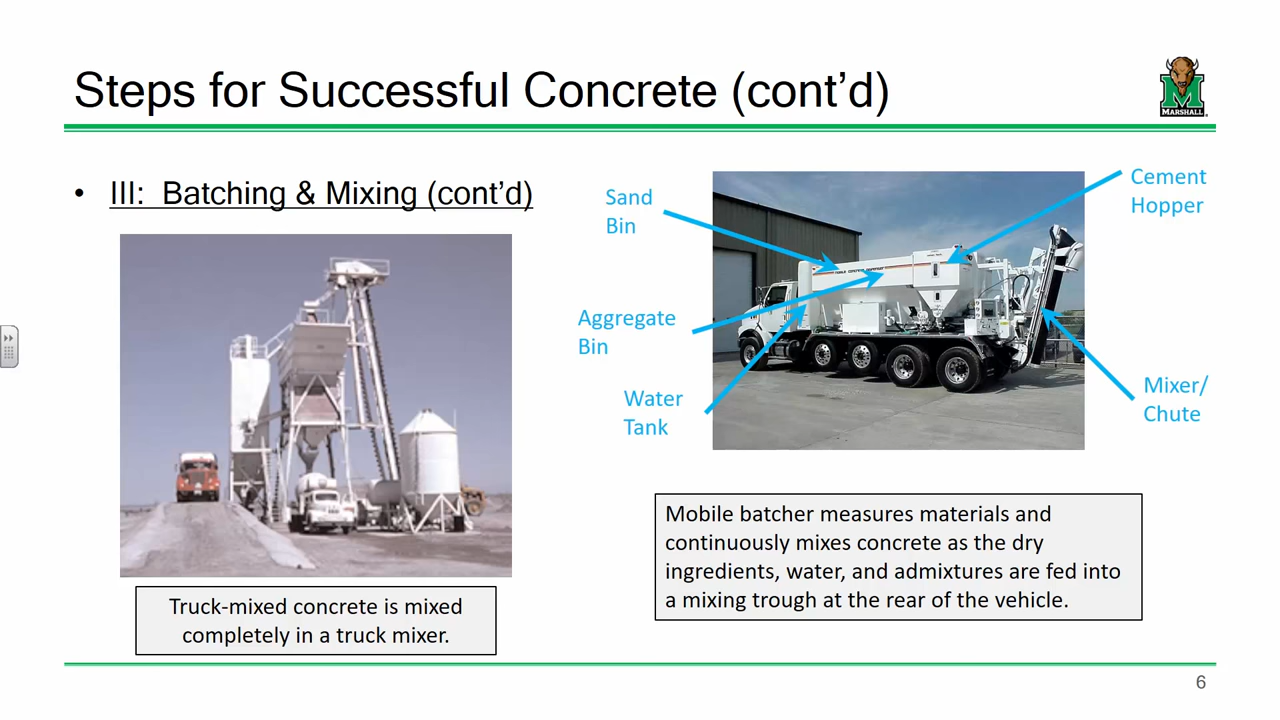 Steps for Successful Concrete (cont’d)
MARSHALL
• III: Batching & Mixing (cont’d)
Sand
Bin
Aggregate
Bin
Water
Tank
Cement
Hopper
Mixer/
Chute
Truck-mixed concrete is mixed
completely in a truck mixer.
Mobile batcher measures materials and
continuously mixes concrete as the dry
ingredients, water, and admixtures are fed into
a mixing trough at the rear of the vehicle.
6